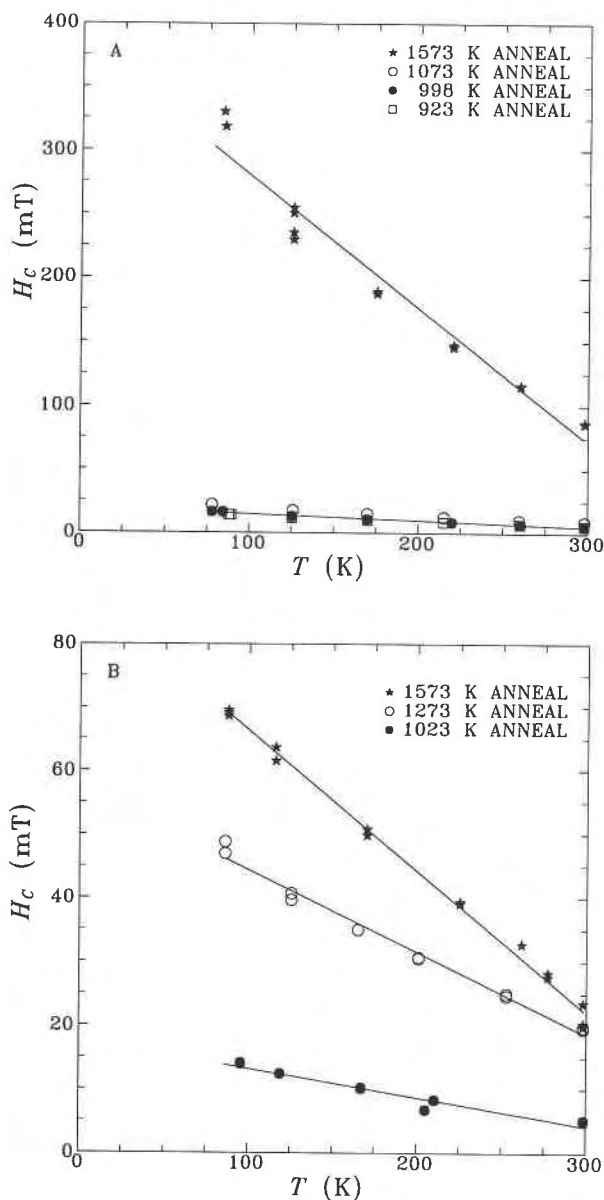 A
★ 1573 K ANNEAL
○ 1073 K ANNEAL
● 998 K ANNEAL
□ 923 K ANNEAL
400
300
200
100
0
H_c (mT)
0 100 200 300
T (K)
B
★ 1573 K ANNEAL
○ 1273 K ANNEAL
● 1023 K ANNEAL
80
60
40
20
0
H_c (mT)
0 100 200 300
T (K)